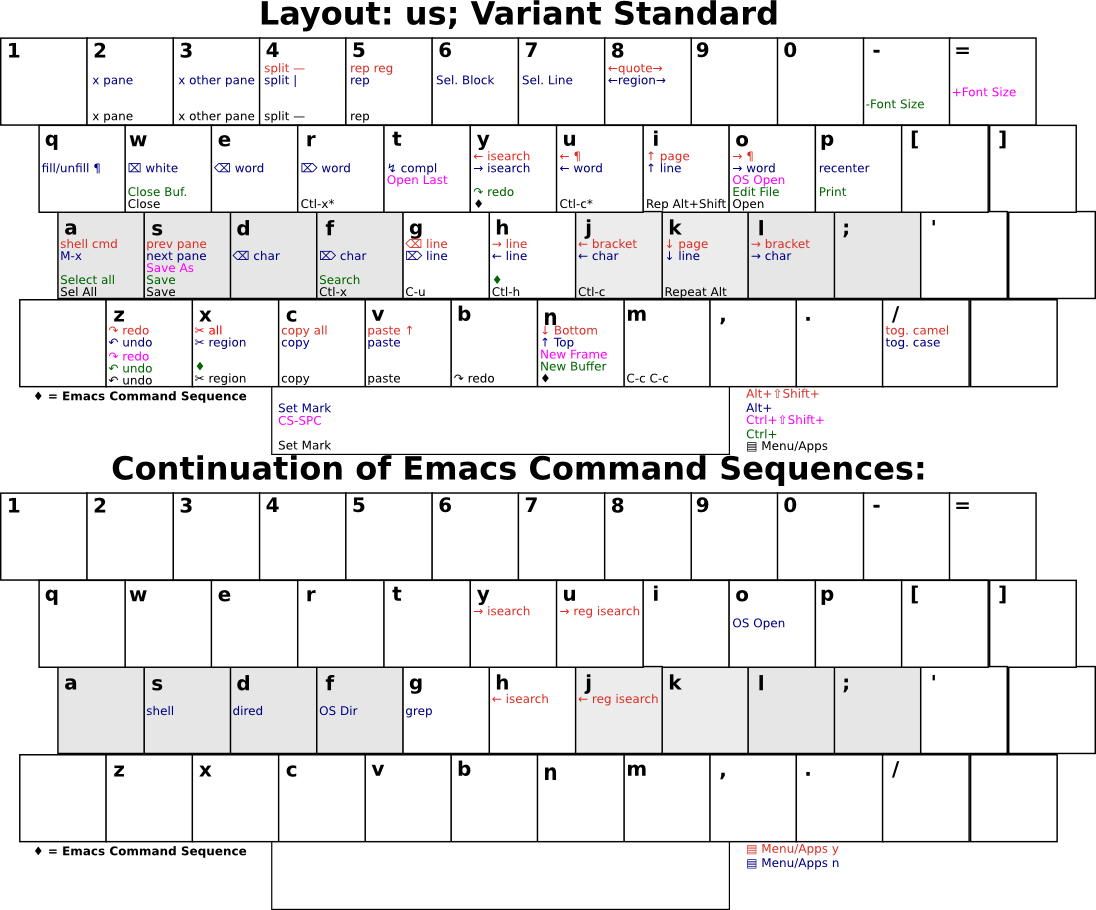 Layout: us; Variant Standard
1 2 3 4 5 6 7 8 9 0 - =
split — rep reg ←quote→
x pane x other pane split | rep Sel. Block Sel. Line ←region→
+Font Size
-Font Size
x pane x other pane split — rep
q w e r t y u i o p [ ]
← isearch ← ¶ ↑ page → ¶
fill/unfill ¶ ⌧ white ⌫ word ⌦ word ↯ compl → isearch ← word ↑ line → word recenter
Open Last OS Open
Close Buf. ↷ redo Edit File Print
Close Ctl-x* ♦ Ctl-c* Rep Alt+Shift Open
a s d f g h j k l ; '
shell cmd prev pane ⌫ line → line ← bracket ↓ page → bracket
M-x next pane ⌫ char ⌦ char ⌦ line ← line ← char ↓ line → char
Save As
Select all Save Search ♦
Sel All Save Ctl-x C-u Ctl-h Ctl-c Repeat Alt
z x c v b n m , . /
↷ redo ✂ all copy all paste ↑ ↓ Bottom tog. camel
↶ undo ✂ region copy paste ↑ Top tog. case
↷ redo New Frame
↶ undo ♦ New Buffer
↶ undo ✂ region copy paste ↷ redo ♦ C-c C-c
♦ = Emacs Command Sequence Alt+⇧Shift+
Set Mark Alt+
CS-SPC Ctrl+⇧Shift+
Ctrl+
Set Mark ▤ Menu/Apps
Continuation of Emacs Command Sequences:
1 2 3 4 5 6 7 8 9 0 - =
q w e r t y u i o p [ ]
→ isearch → reg isearch
OS Open
a s d f g h j k l ; '
← isearch ← reg isearch
shell dired OS Dir grep
z x c v b n m , . /
♦ = Emacs Command Sequence ▤ Menu/Apps y
▤ Menu/Apps n